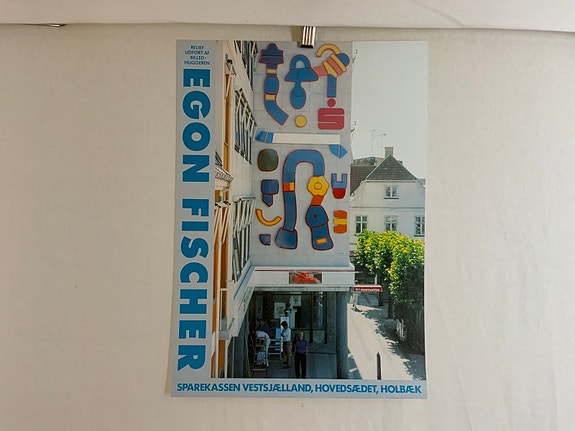 RELIEF
UDFØRT AF
BILLED-
HUGGEREN
EGON FISCHER
SPAREKASSEN VESTSJÆLLAND, HOVEDSÆDET, HOLBÆK